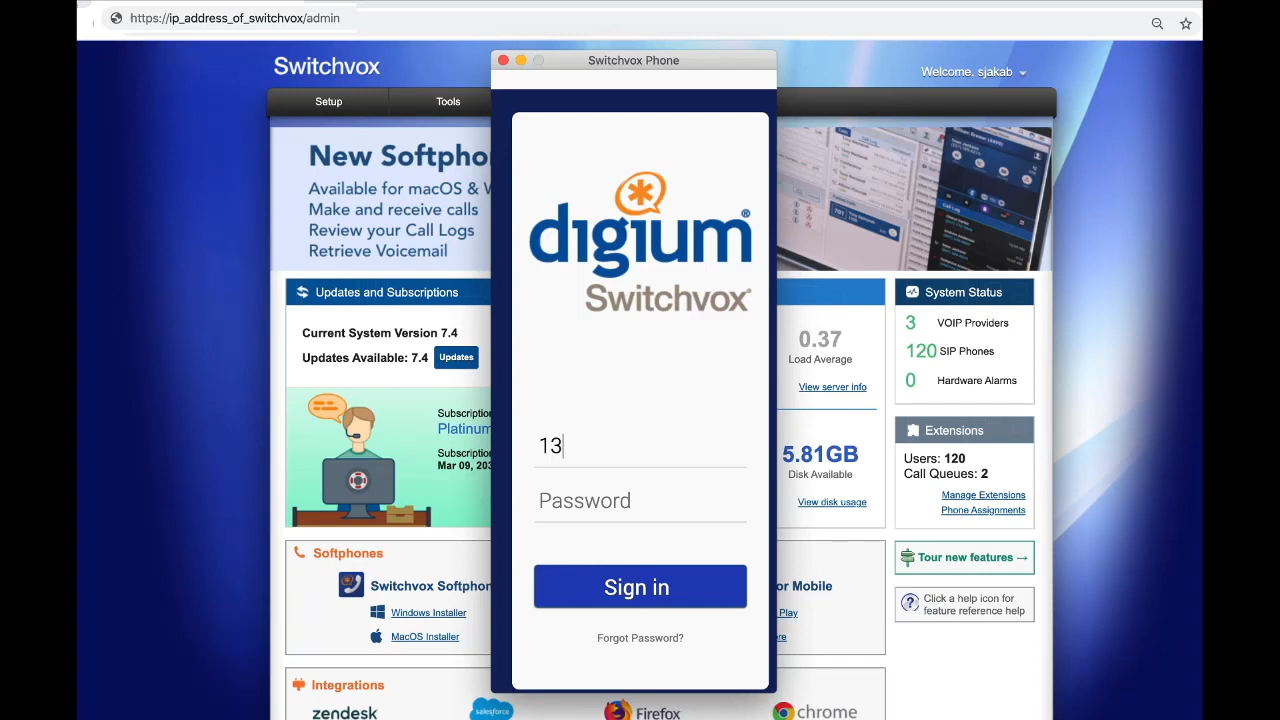 https://ip_address_of_switchvox/admin
Switchvox Phone
Switchvox
Welcome, sjakab
Setup
Tools
New Softpho
Available for macOS & W
Make and receive calls
Review your Call Logs
Retrieve Voicemail
digium®
Switchvox®
13
Password
Sign in
Forgot Password?
Updates and Subscriptions
Current System Version 7.4
Updates Available: 7.4 Updates
Subscription
Platinum
Subscription
Mar 09, 203
0.37
Load Average
View server info
5.81GB
Disk Available
View disk usage
System Status
3 VOIP Providers
120 SIP Phones
0 Hardware Alarms
Extensions
Users: 120
Call Queues: 2
Manage Extensions
Phone Assignments
Tour new features →
Click a help icon for
feature reference help
Softphones
Switchvox Softphon
Windows Installer
MacOS Installer
or Mobile
Play
re
Integrations
zendesk
salesforce
Firefox
chrome